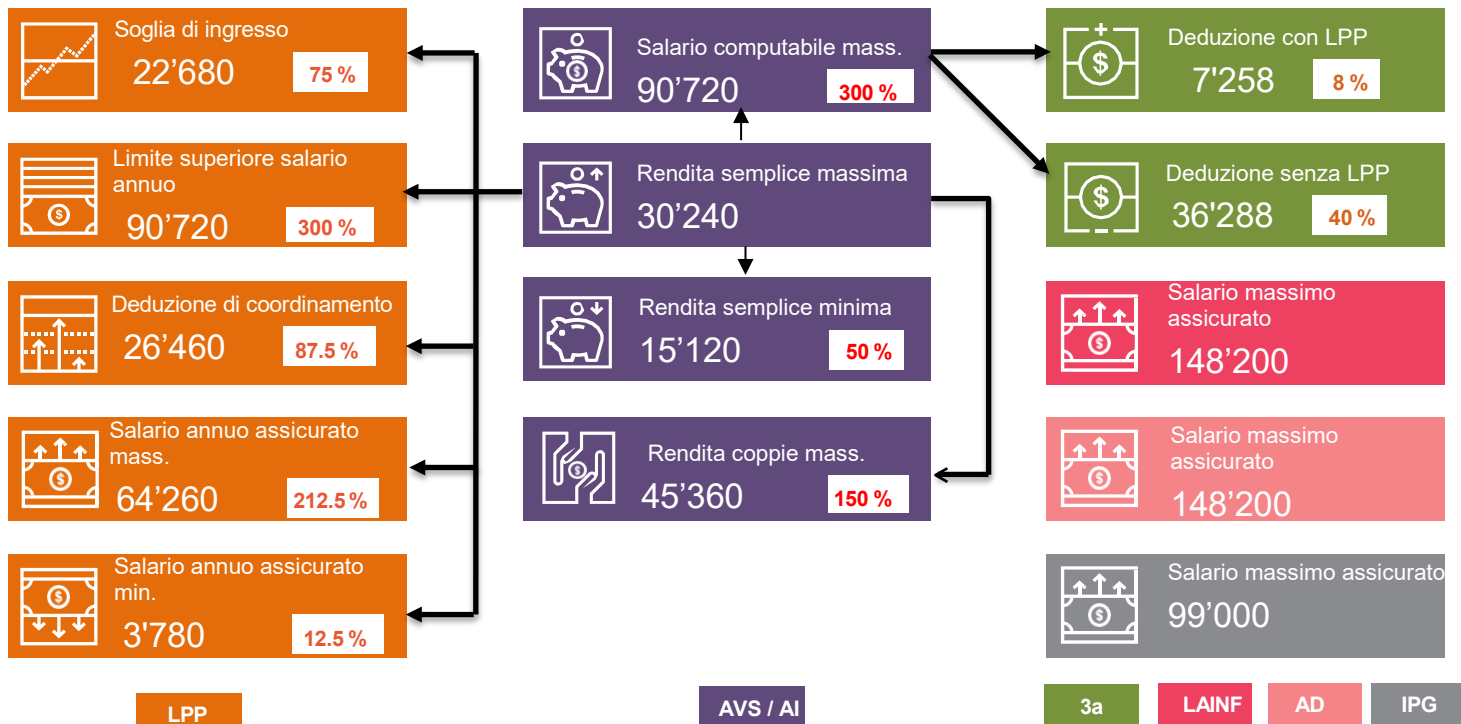 Soglia di ingresso
22’680
75 %
Limite superiore salario
annuo
90’720
300 %
Deduzione di coordinamento
26’460
87.5 %
Salario annuo assicurato
mass.
64’260
212.5 %
Salario annuo assicurato
min.
3'780
12.5 %
LPP
Salario computabile mass.
90’720
300 %
Rendita semplice massima
30’240
Rendita semplice minima
15’120
50 %
Rendita coppie mass.
45’360
150 %
AVS / AI
Deduzione con LPP
7'258
8 %
Deduzione senza LPP
36'288
40 %
Salario massimo
assicurato
148’200
Salario massimo
assicurato
148’200
Salario massimo assicurato
99’000
3a
LAINF
AD
IPG